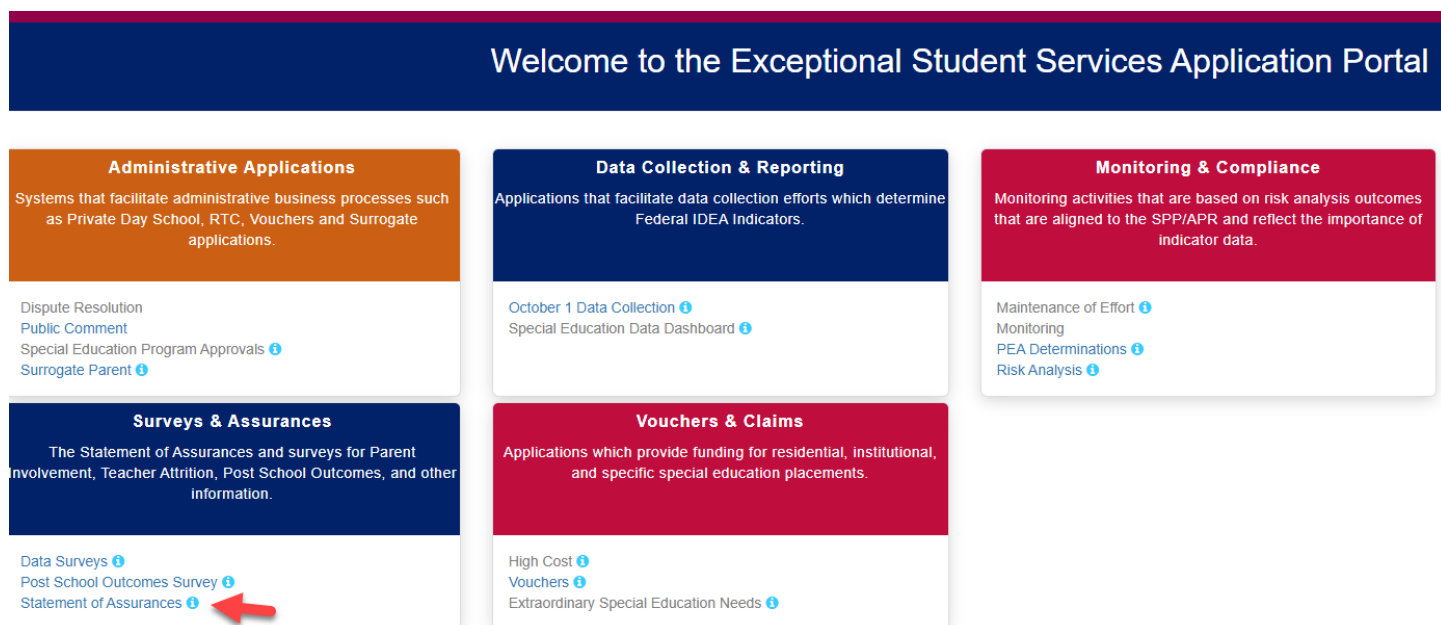 Welcome to the Exceptional Student Services Application Portal
Administrative Applications
Systems that facilitate administrative business processes such
as Private Day School, RTC, Vouchers and Surrogate
applications.
Dispute Resolution
Public Comment
Special Education Program Approvals
Surrogate Parent
Data Collection & Reporting
Applications that facilitate data collection efforts which determine
Federal IDEA Indicators.
October 1 Data Collection
Special Education Data Dashboard
Monitoring & Compliance
Monitoring activities that are based on risk analysis outcomes
that are aligned to the SPP/APR and reflect the importance of
indicator data.
Maintenance of Effort
Monitoring
PEA Determinations
Risk Analysis
Surveys & Assurances
The Statement of Assurances and surveys for Parent
Involvement, Teacher Attrition, Post School Outcomes, and other
information.
Data Surveys
Post School Outcomes Survey
Statement of Assurances
Vouchers & Claims
Applications which provide funding for residential, institutional,
and specific special education placements.
High Cost
Vouchers
Extraordinary Special Education Needs